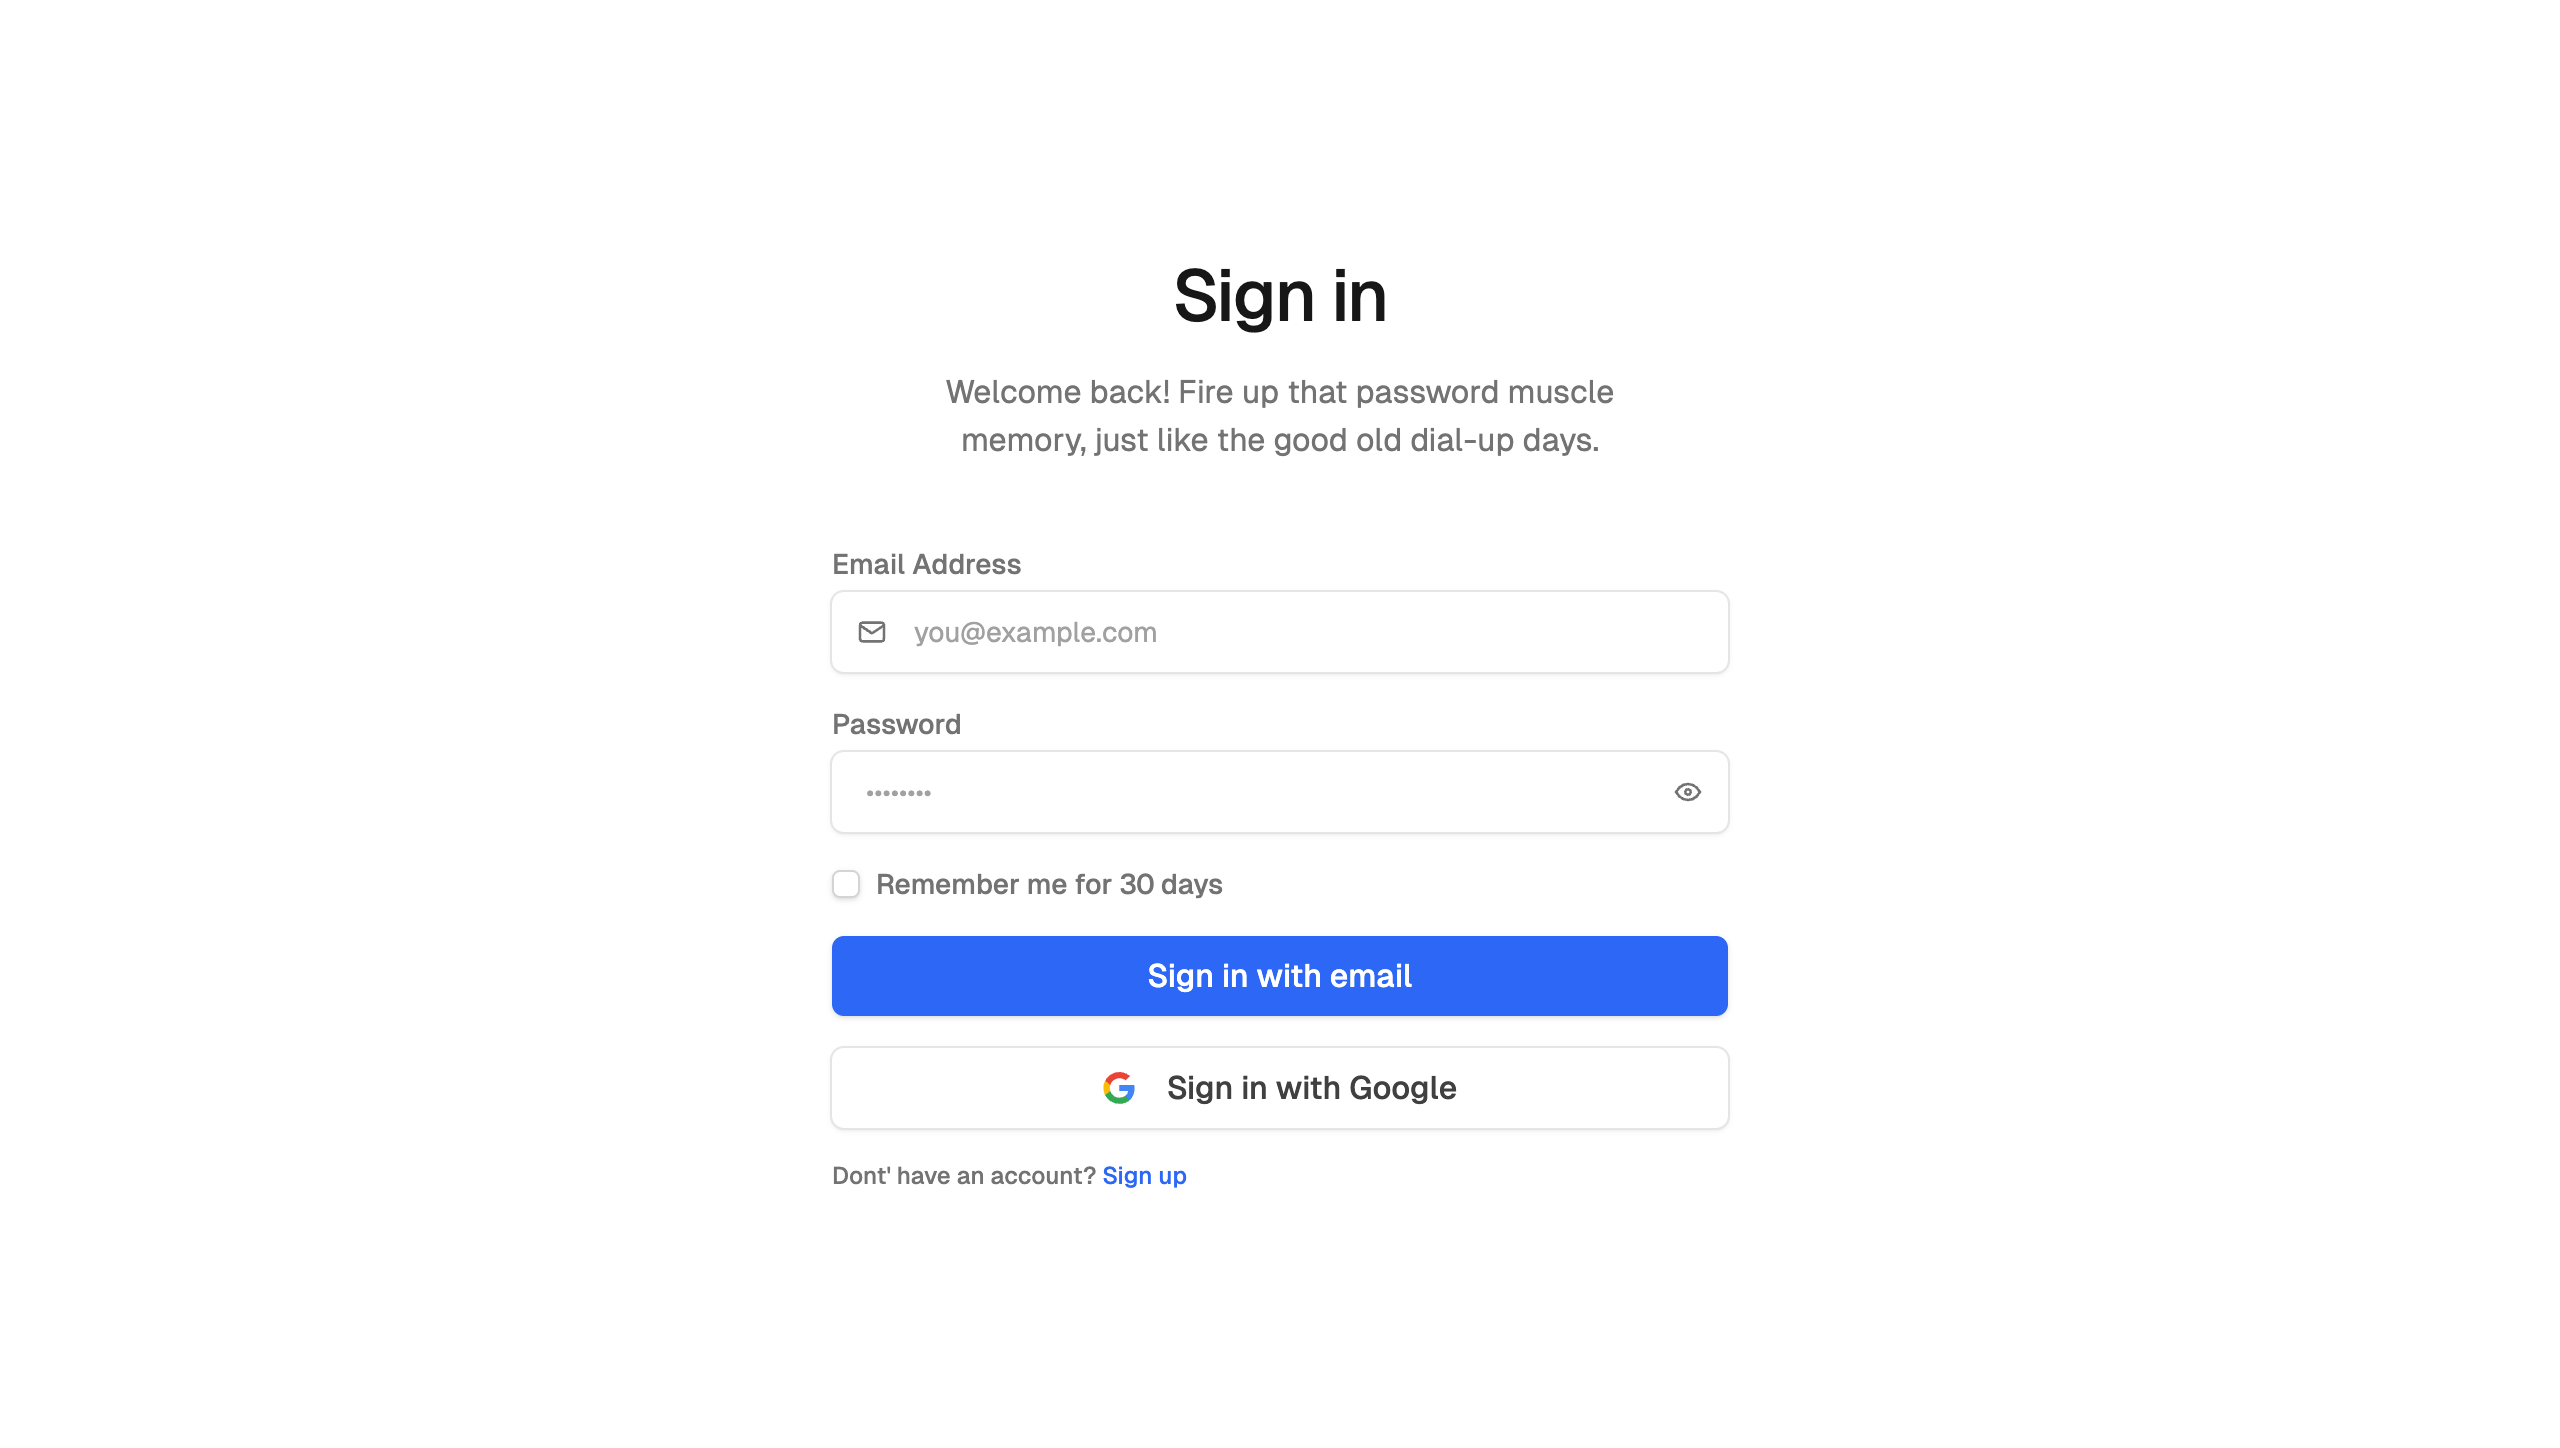 Sign in
Welcome back! Fire up that password muscle
memory, just like the good old dial-up days.
Email Address
you@example.com
Password
••••••••
Remember me for 30 days
Sign in with email
Sign in with Google
Dont' have an account? Sign up